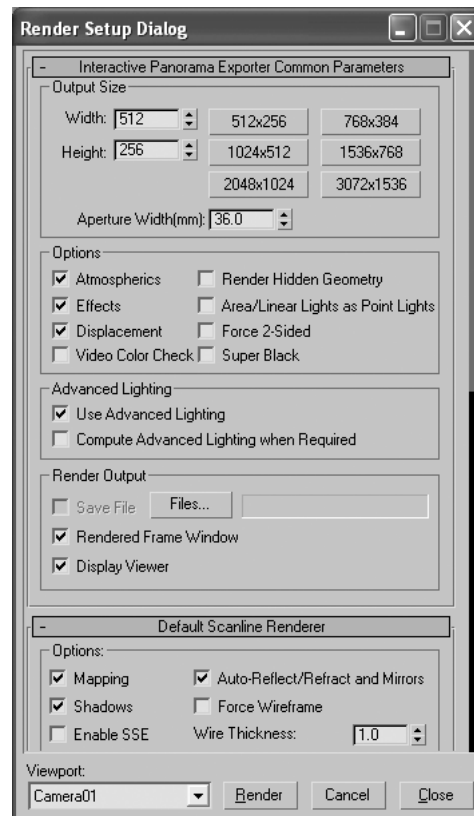 Render Setup Dialog
- Interactive Panorama Exporter Common Parameters
Output Size
Width: 512 512x256 768x384
Height: 256 1024x512 1536x768
2048x1024 3072x1536
Aperture Width(mm): 36.0
Options
Atmospherics Render Hidden Geometry
Effects Area/Linear Lights as Point Lights
Displacement Force 2-Sided
Video Color Check Super Black
Advanced Lighting
Use Advanced Lighting
Compute Advanced Lighting when Required
Render Output
Save File Files...
Rendered Frame Window
Display Viewer
- Default Scanline Renderer
Options:
Mapping Auto-Reflect/Refract and Mirrors
Shadows Force Wireframe
Enable SSE Wire Thickness: 1.0
Viewport:
Camera01 Render Cancel Close